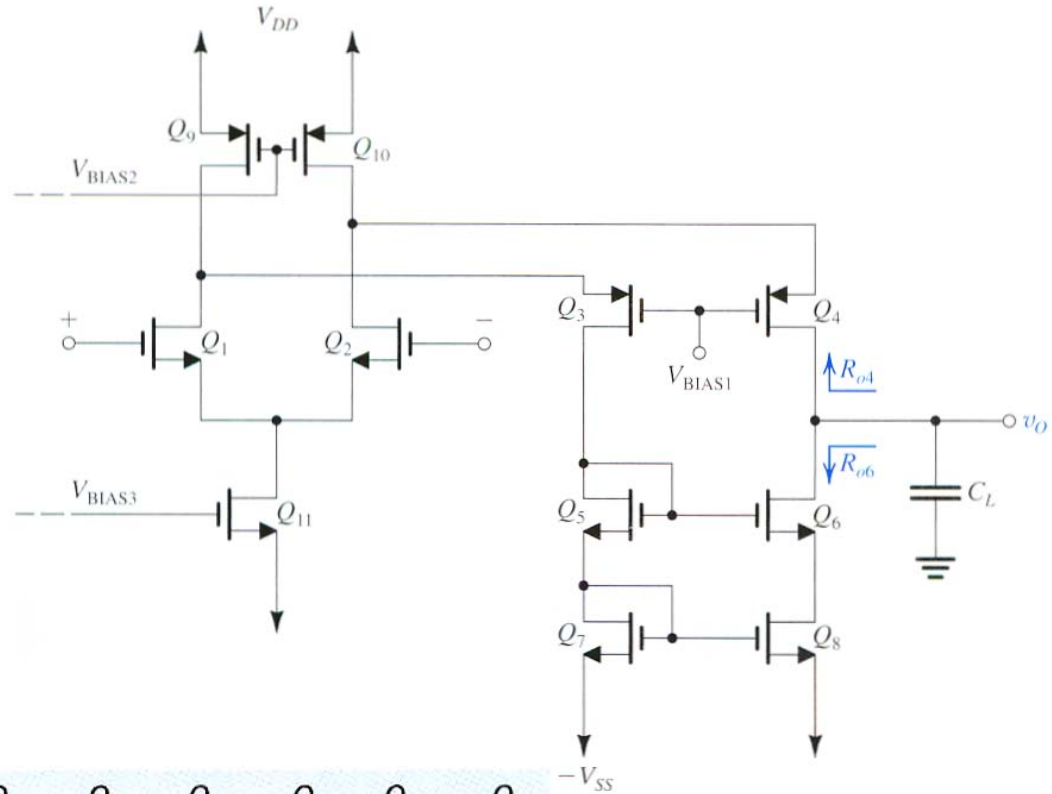 V_DD
Q_9
Q_10
V_BIAS2
Q_3
Q_4
+
Q_1
Q_2
−
V_BIAS1
R_o4
v_O
R_o6
V_BIAS3
Q_11
Q_5
Q_6
C_L
Q_7
Q_8
−V_SS